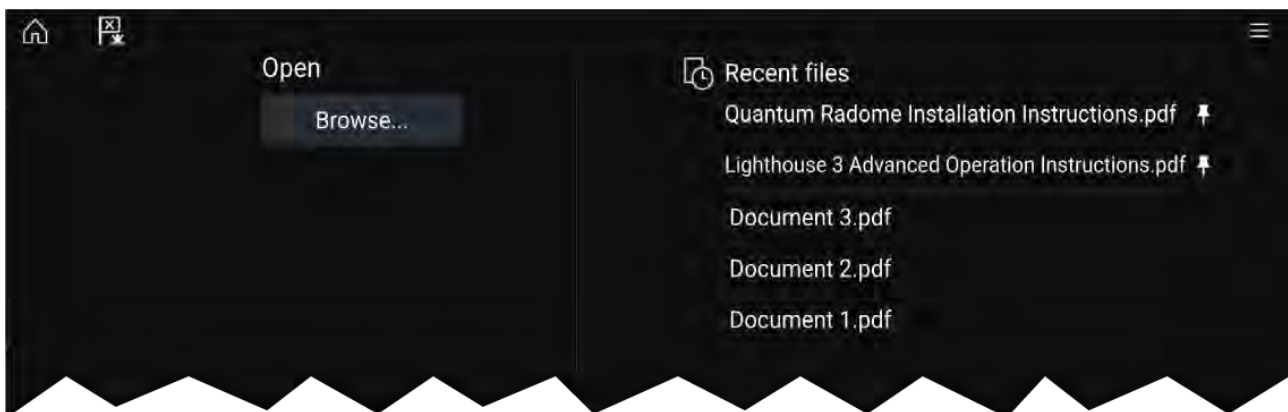 Open
Browse...
Recent files
Quantum Radome Installation Instructions.pdf
Lighthouse 3 Advanced Operation Instructions.pdf
Document 3.pdf
Document 2.pdf
Document 1.pdf